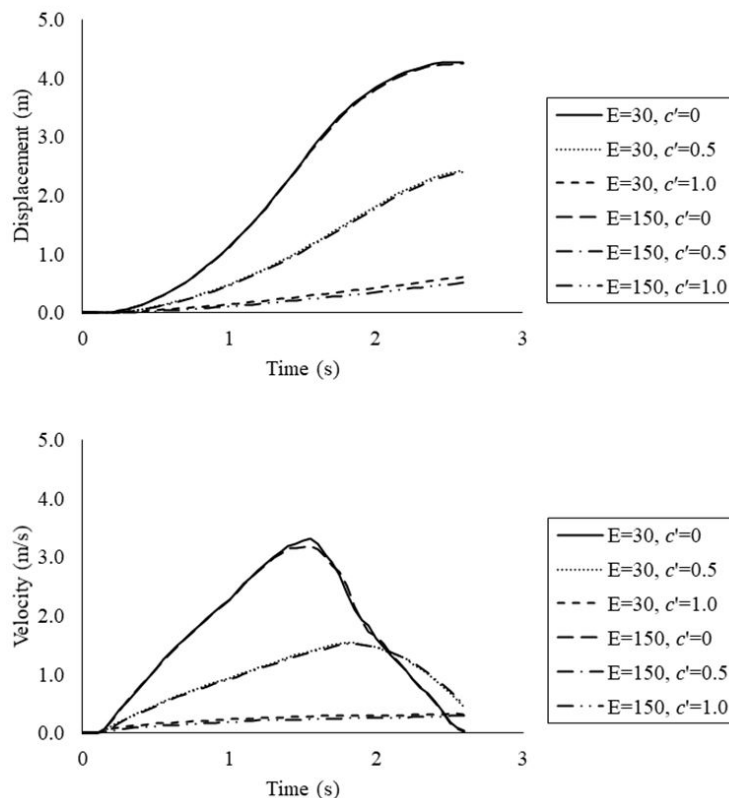 5.0
4.0
3.0
2.0
1.0
0.0
Displacement (m)
0 1 2 3
Time (s)
E=30, c'=0
E=30, c'=0.5
E=30, c'=1.0
E=150, c'=0
E=150, c'=0.5
E=150, c'=1.0
5.0
4.0
3.0
2.0
1.0
0.0
Velocity (m/s)
0 1 2 3
Time (s)
E=30, c'=0
E=30, c'=0.5
E=30, c'=1.0
E=150, c'=0
E=150, c'=0.5
E=150, c'=1.0